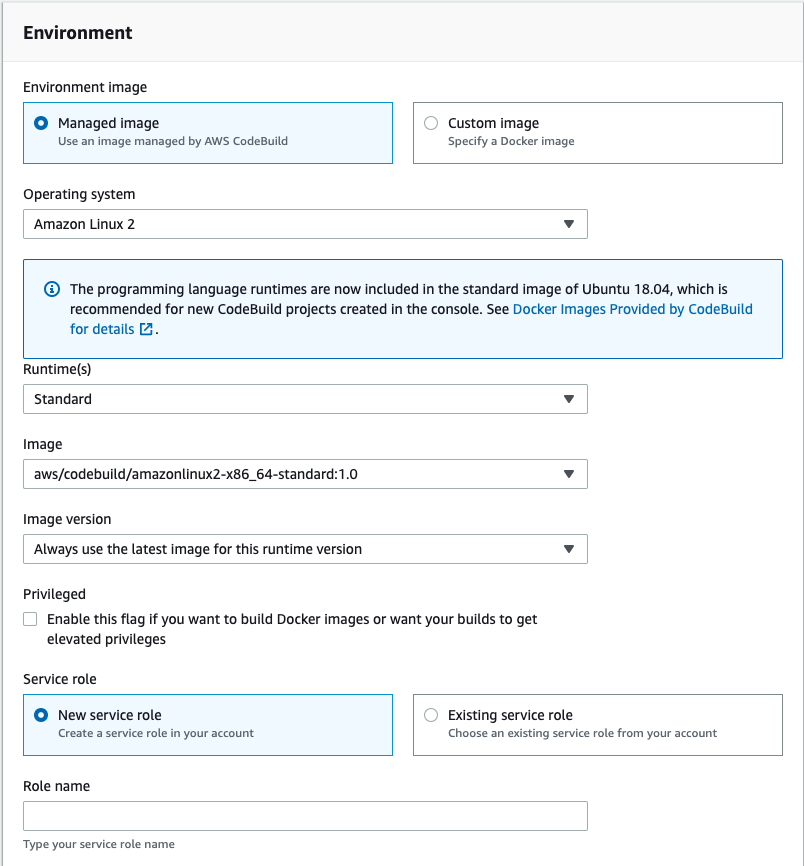 Environment
Environment image
Managed image
Use an image managed by AWS CodeBuild
Custom image
Specify a Docker image
Operating system
Amazon Linux 2
The programming language runtimes are now included in the standard image of Ubuntu 18.04, which is
recommended for new CodeBuild projects created in the console. See Docker Images Provided by CodeBuild
for details .
Runtime(s)
Standard
Image
aws/codebuild/amazonlinux2-x86_64-standard:1.0
Image version
Always use the latest image for this runtime version
Privileged
Enable this flag if you want to build Docker images or want your builds to get
elevated privileges
Service role
New service role
Create a service role in your account
Existing service role
Choose an existing service role from your account
Role name
Type your service role name